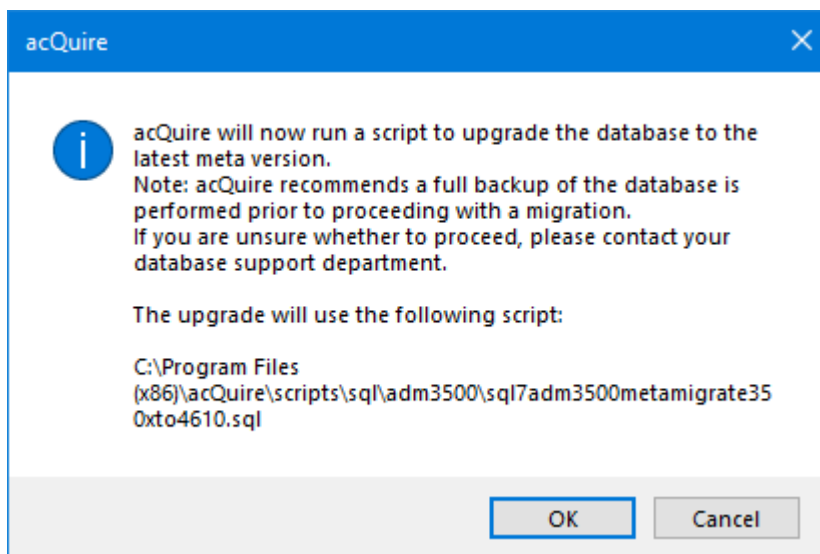 acQuire
acQuire will now run a script to upgrade the database to the
latest meta version.
Note: acQuire recommends a full backup of the database is
performed prior to proceeding with a migration.
If you are unsure whether to proceed, please contact your
database support department.
The upgrade will use the following script:
C:\Program Files
(x86)\acQuire\scripts\sql\adm3500\sql7adm3500metamigrate35
0xto4610.sql
OK
Cancel